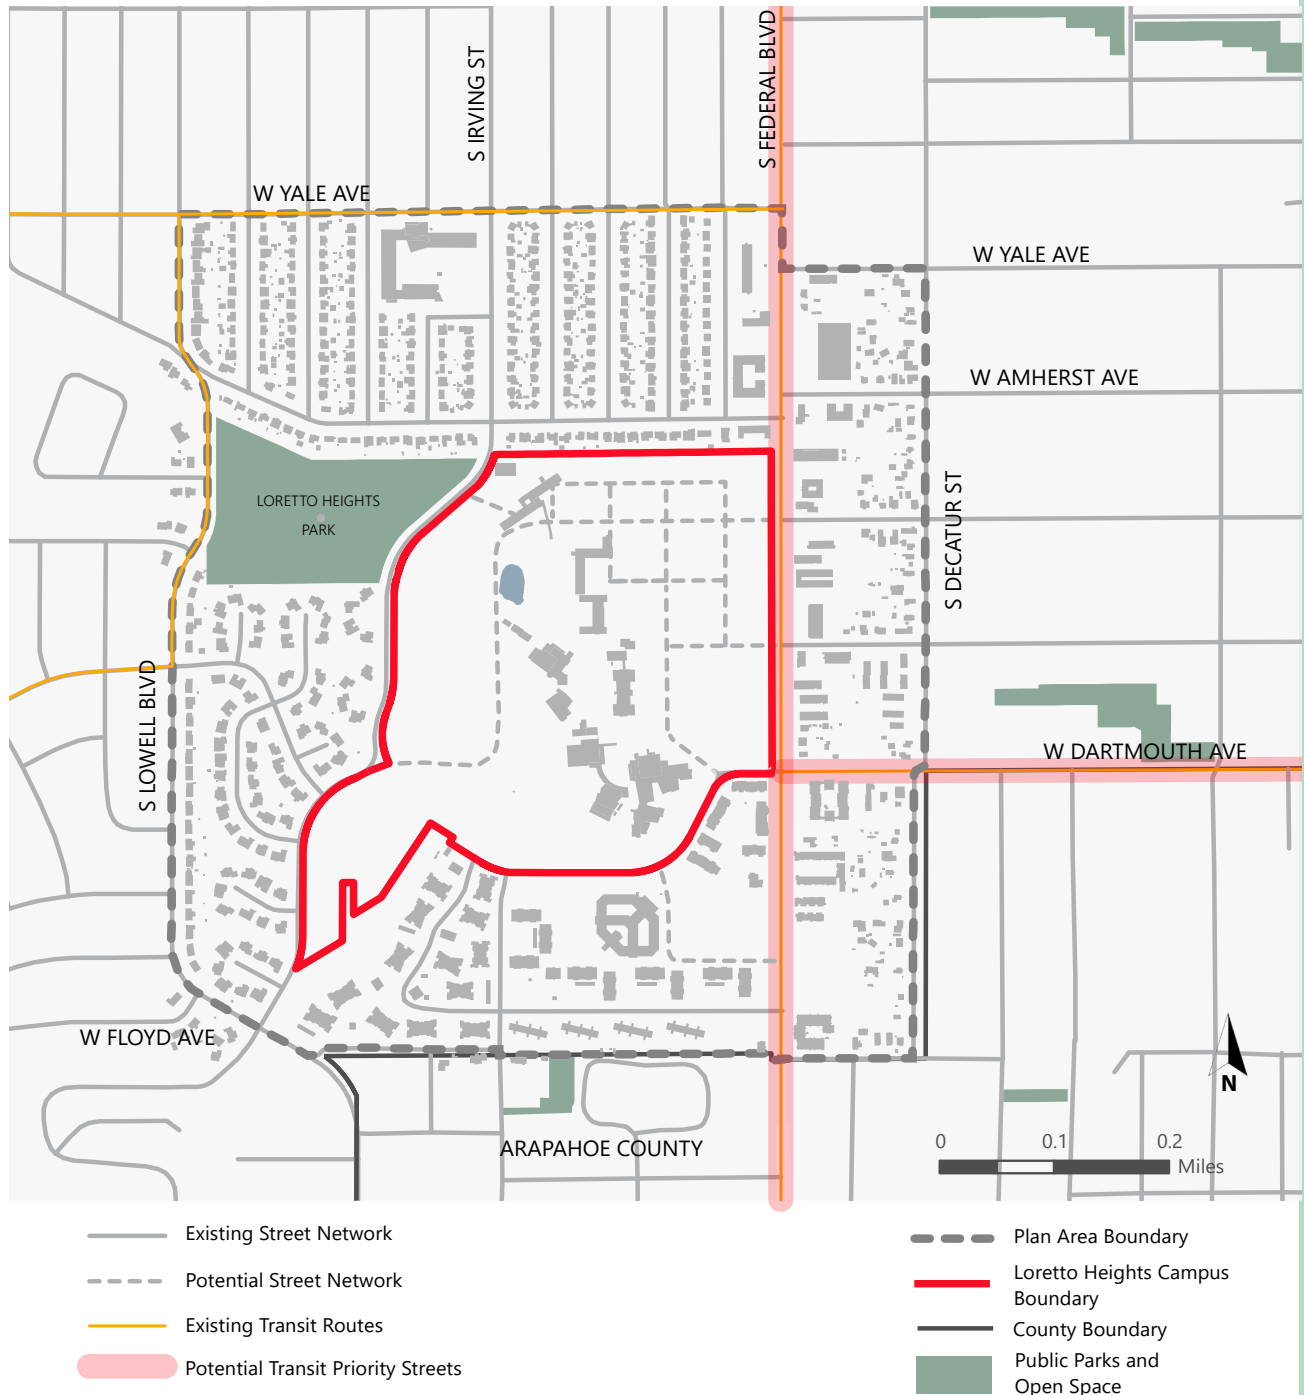 S IRVING ST
S FEDERAL BLVD
W YALE AVE
W YALE AVE
W AMHERST AVE
LORETTO HEIGHTS
PARK
S DECATUR ST
S LOWELL BLVD
W DARTMOUTH AVE
W FLOYD AVE
N
ARAPAHOE COUNTY
0 0.1 0.2
Miles
Existing Street Network
Potential Street Network
Existing Transit Routes
Potential Transit Priority Streets
Plan Area Boundary
Loretto Heights Campus
Boundary
County Boundary
Public Parks and
Open Space